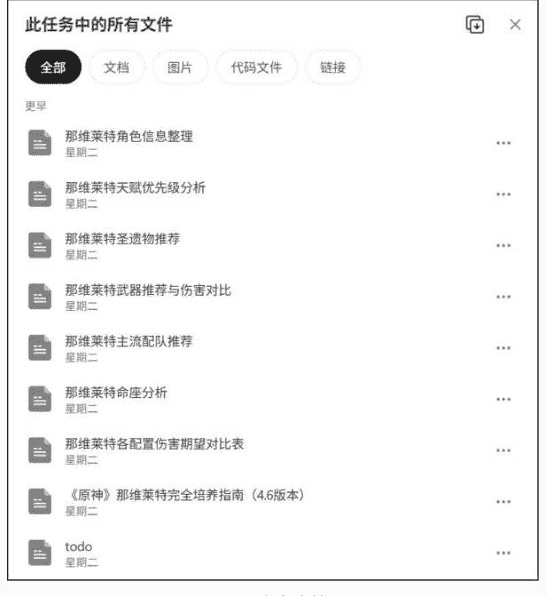 此任务中的所有文件
全部 文档 图片 代码文件 链接
更早
那维莱特角色信息整理
星期二
那维莱特天赋优先级分析
星期二
那维莱特圣遗物推荐
星期二
那维莱特武器推荐与伤害对比
星期二
那维莱特主流配队推荐
星期二
那维莱特命座分析
星期二
那维莱特各配置伤害期望对比表
星期二
《原神》那维莱特完全培养指南（4.6版本）
星期二
todo
星期二